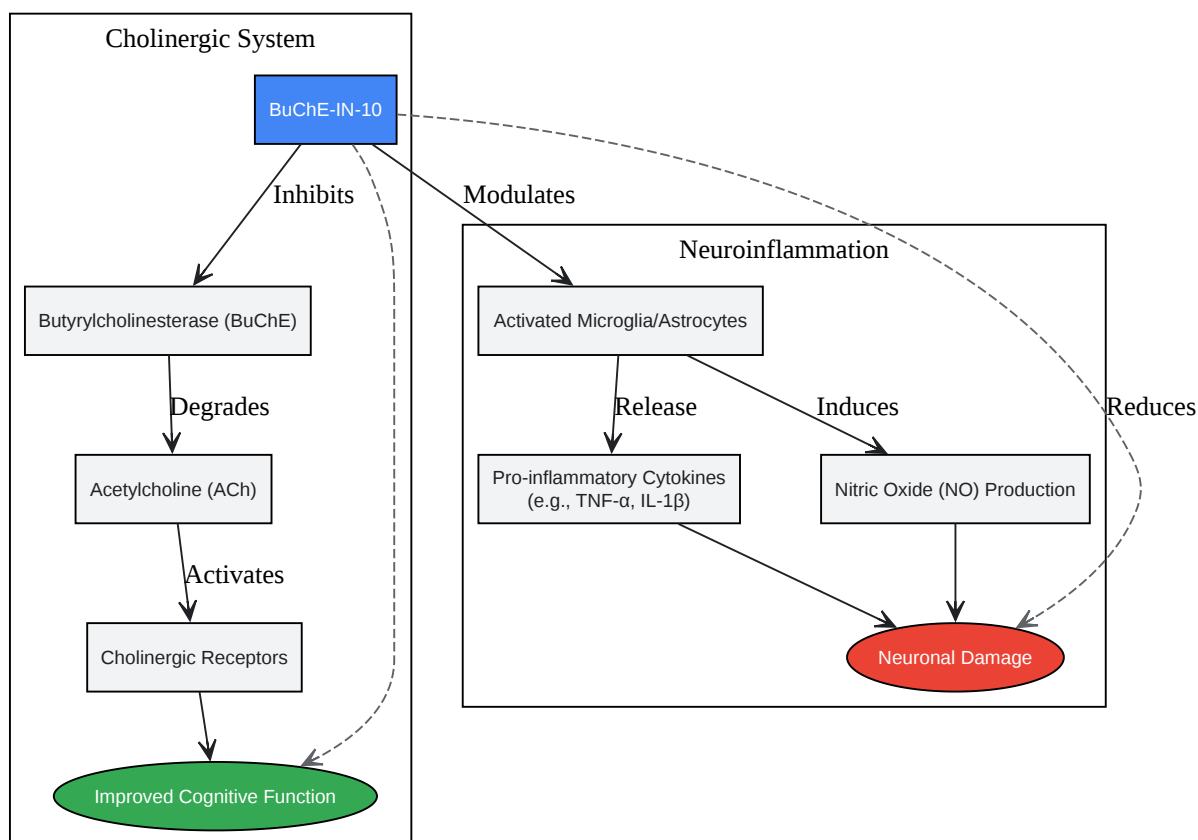 Cholinergic System
BuChE-IN-10
Inhibits
Modulates
Neuroinflammation
Butyrylcholinesterase (BuChE)
Activated Microglia/Astrocytes
Degrades
Release
Induces
Reduces
Acetylcholine (ACh)
Pro-inflammatory Cytokines
(e.g., TNF-α, IL-1β)
Nitric Oxide (NO) Production
Activates
Cholinergic Receptors
Neuronal Damage
Improved Cognitive Function